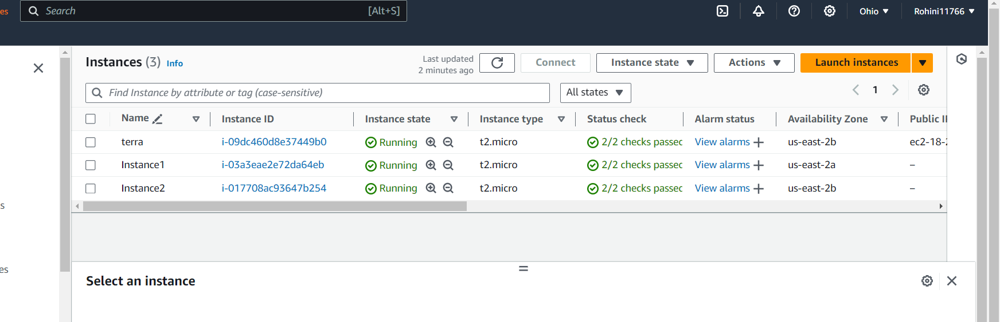 es
Search [Alt+S] Ohio Rohini11766
Instances (3) Info
Last updated
2 minutes ago
Connect Instance state Actions Launch instances
Find Instance by attribute or tag (case-sensitive) All states 1
Name Instance ID Instance state Instance type Status check Alarm status Availability Zone Public I
terra i-09dc460d8e37449b0 Running t2.micro 2/2 checks passec View alarms + us-east-2b ec2-18-2
Instance1 i-03a3eae2e72da64eb Running t2.micro 2/2 checks passec View alarms + us-east-2a –
Instance2 i-017708ac93647b254 Running t2.micro 2/2 checks passec View alarms + us-east-2b –
s
es
Select an instance